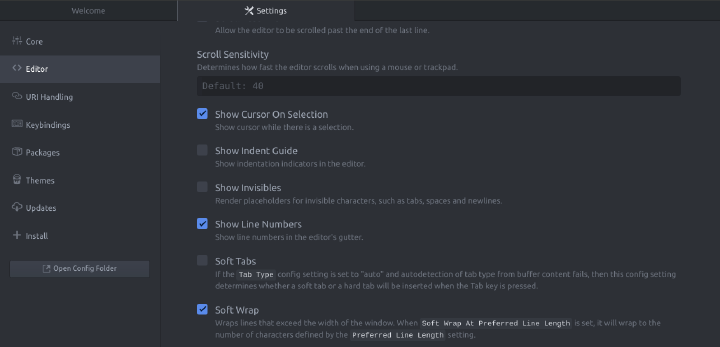 Welcome
Settings
Allow the editor to be scrolled past the end of the last line.
Core
Editor
URI Handling
Keybindings
Packages
Themes
Updates
Install
Open Config Folder
Scroll Sensitivity
Determines how fast the editor scrolls when using a mouse or trackpad.
Default: 40
Show Cursor On Selection
Show cursor while there is a selection.
Show Indent Guide
Show indentation indicators in the editor.
Show Invisibles
Render placeholders for invisible characters, such as tabs, spaces and newlines.
Show Line Numbers
Show line numbers in the editor's gutter.
Soft Tabs
If the Tab Type config setting is set to "auto" and autodetection of tab type from buffer content fails, then this config setting
determines whether a soft tab or a hard tab will be inserted when the Tab key is pressed.
Soft Wrap
Wraps lines that exceed the width of the window. When Soft Wrap At Preferred Line Length is set, it will wrap to the
number of characters defined by the Preferred Line Length setting.